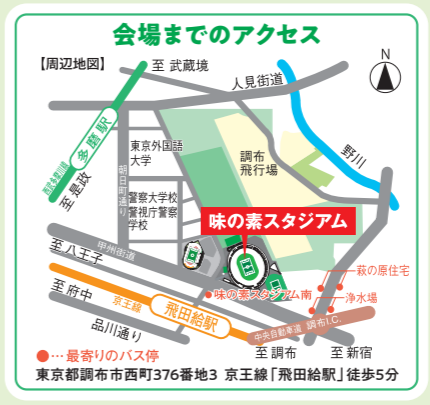 会場までのアクセス
【周辺地図】
至 武蔵境
N
人見街道
西武多摩川線
多磨駅
至 是政
東京外国語
大学
朝日町通り
調布
飛行場
野川
警察大学校
警視庁警察
学校
味の素スタジアム
甲州街道
至 八王子
萩の原住宅
味の素スタジアム南
浄水場
至 府中
京王線
飛田給駅
品川通り
中央自動車道
調布I.C.
至 調布
至 新宿
●…最寄りのバス停
東京都調布市西町376番地3 京王線「飛田給駅」徒歩5分